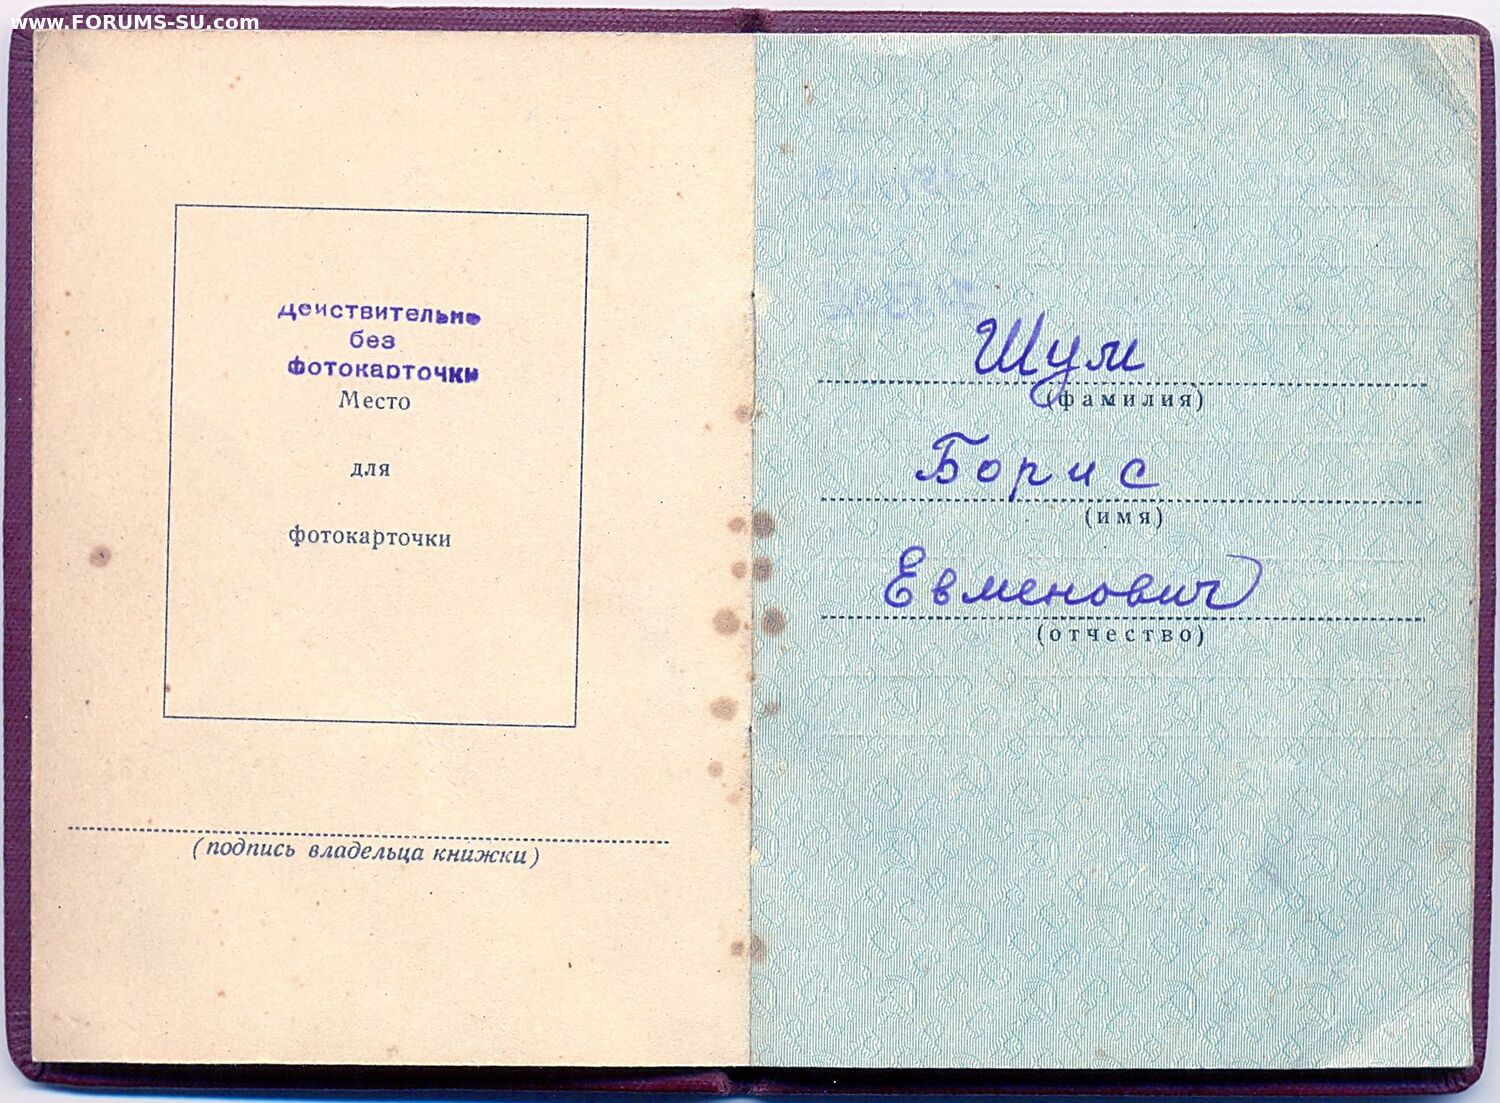 www.FORUMS-SU.com
действительно
без
фотокарточки
Место
для
фотокарточки
(подпись владельца книжки)
Шум
(фамилия)
Борис
(имя)
Евменович
(отчество)